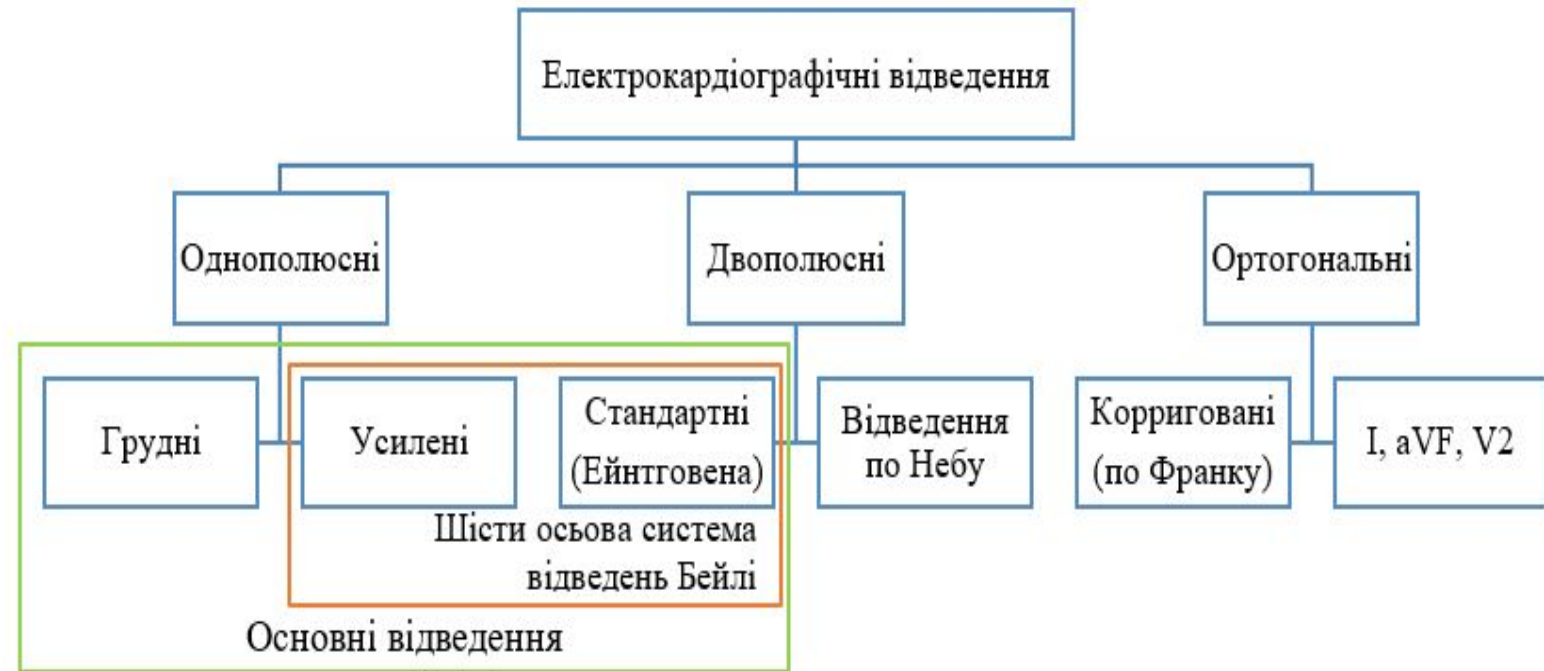 Електрокардіографічні відведення
Однополюсні
Двополюсні
Ортогональні
Грудні
Усилені
Стандартні
(Ейнтговена)
Відведення
по Небу
Корриговані
(по Франку)
I, aVF, V2
Шісти осьова система
відведень Бейлі
Основні відведення